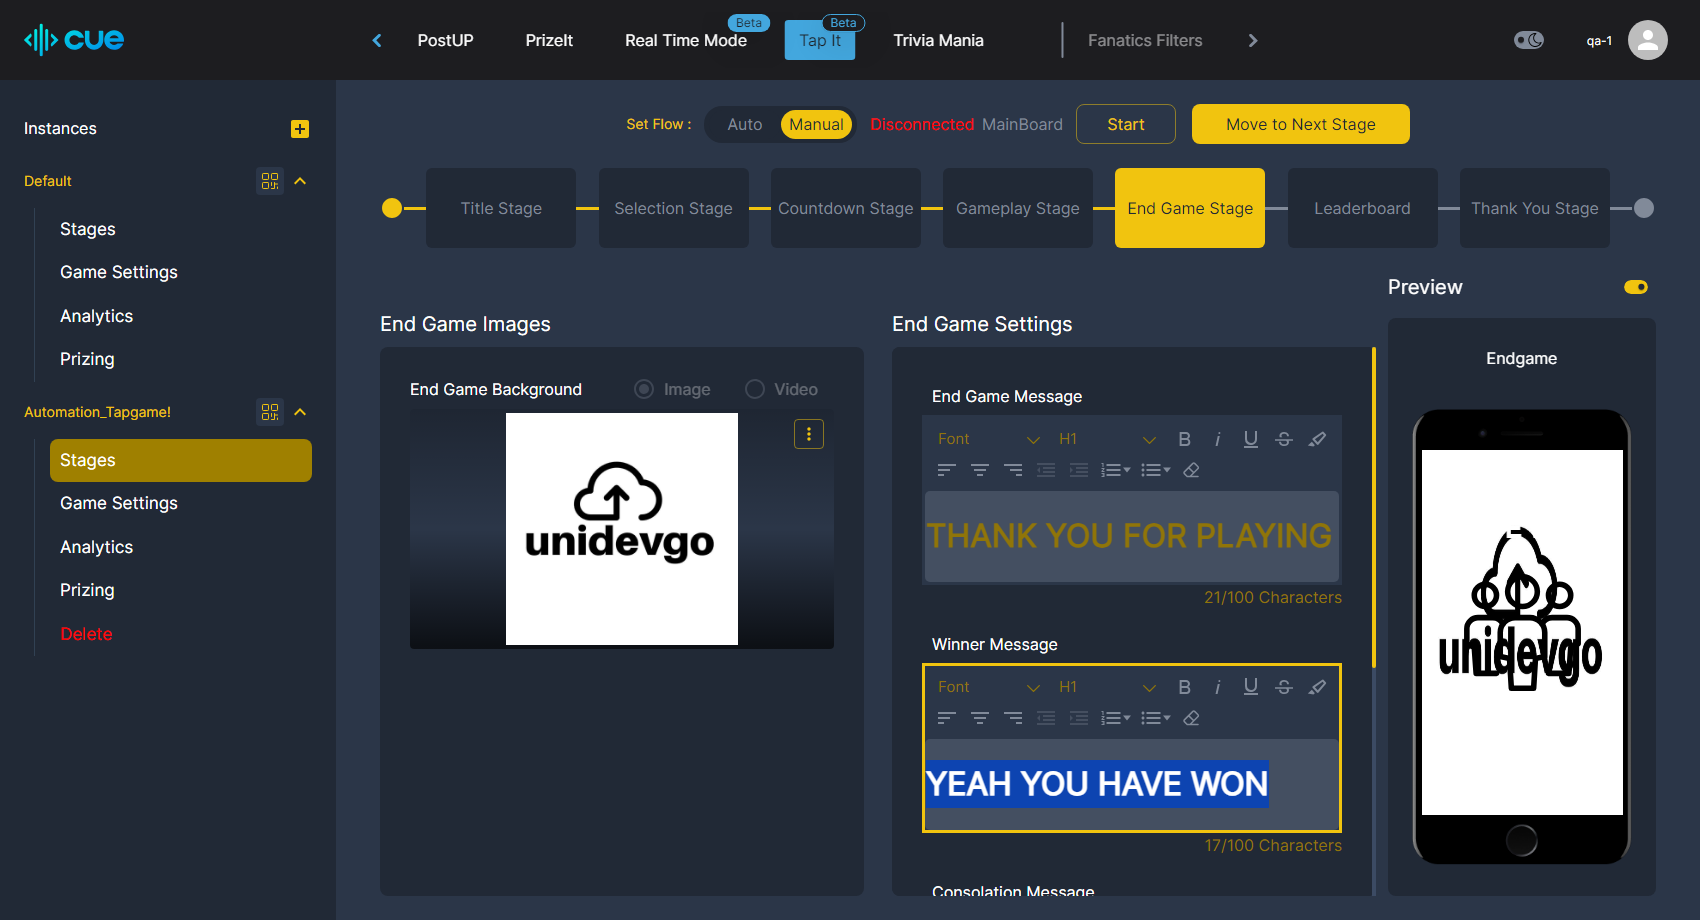 cue
PostUP
PrizeIt
Real Time Mode
Beta
Tap It
Beta
Trivia Mania
Fanatics Filters
qa-1
Instances
Default
Stages
Game Settings
Analytics
Prizing
Automation_Tapgame!
Stages
Game Settings
Analytics
Prizing
Delete
Set Flow :
Auto
Manual
Disconnected MainBoard
Start
Move to Next Stage
Title Stage
Selection Stage
Countdown Stage
Gameplay Stage
End Game Stage
Leaderboard
Thank You Stage
End Game Images
End Game Background
Image
Video
unidevgo
End Game Settings
End Game Message
Font
H1
B i U S
THANK YOU FOR PLAYING
21/100 Characters
Winner Message
Font
H1
B i U S
YEAH YOU HAVE WON
17/100 Characters
Consolation Message
Preview
Endgame
unidevgo